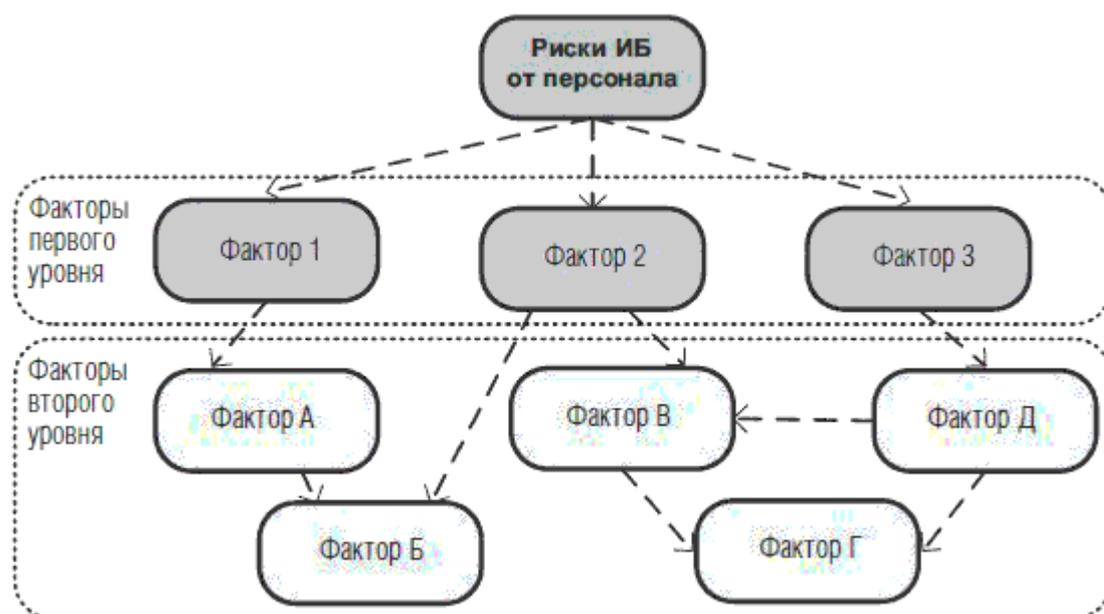 Риски ИБ
от персонала
Факторы
первого
уровня
Фактор 1
Фактор 2
Фактор 3
Факторы
второго
уровня
Фактор А
Фактор В
Фактор Д
Фактор Б
Фактор Г